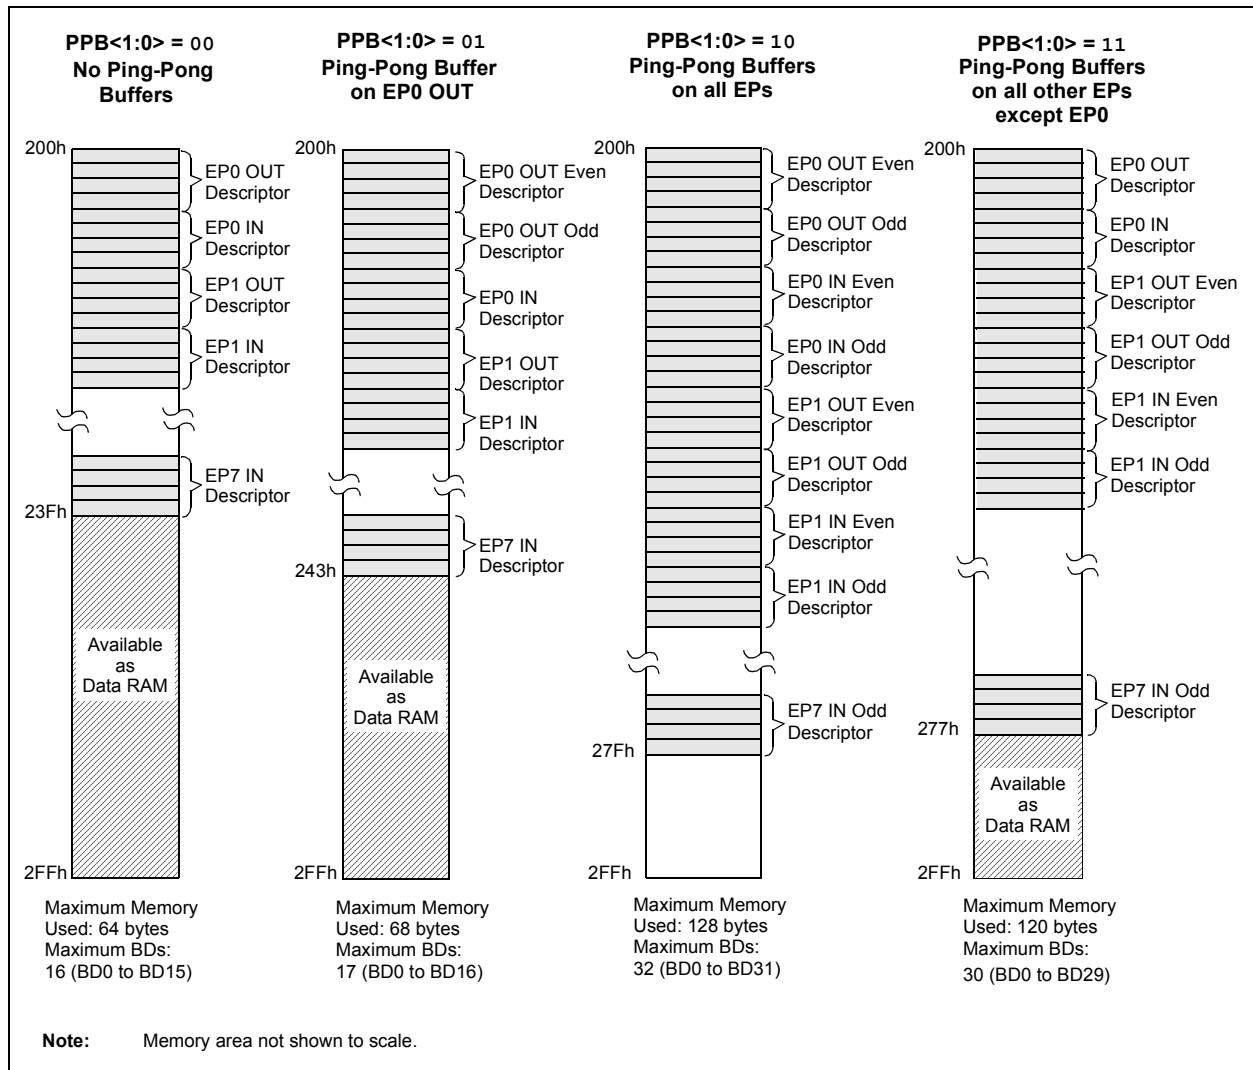 PPB<1:0> = 00
No Ping-Pong
Buffers
200h
EP0 OUT
Descriptor
EP0 IN
Descriptor
EP1 OUT
Descriptor
EP1 IN
Descriptor
EP7 IN
Descriptor
23Fh
Available
as
Data RAM
2FFh
Maximum Memory
Used: 64 bytes
Maximum BDs:
16 (BD0 to BD15)
PPB<1:0> = 01
Ping-Pong Buffer
on EP0 OUT
200h
EP0 OUT Even
Descriptor
EP0 OUT Odd
Descriptor
EP0 IN
Descriptor
EP1 OUT
Descriptor
EP1 IN
Descriptor
EP7 IN
Descriptor
243h
Available
as
Data RAM
2FFh
Maximum Memory
Used: 68 bytes
Maximum BDs:
17 (BD0 to BD16)
PPB<1:0> = 10
Ping-Pong Buffers
on all EPs
200h
EP0 OUT Even
Descriptor
EP0 OUT Odd
Descriptor
EP0 IN Even
Descriptor
EP0 IN Odd
Descriptor
EP1 OUT Even
Descriptor
EP1 OUT Odd
Descriptor
EP1 IN Even
Descriptor
EP1 IN Odd
Descriptor
EP7 IN Odd
Descriptor
27Fh
2FFh
Maximum Memory
Used: 128 bytes
Maximum BDs:
32 (BD0 to BD31)
PPB<1:0> = 11
Ping-Pong Buffers
on all other EPs
except EP0
200h
EP0 OUT
Descriptor
EP0 IN
Descriptor
EP1 OUT Even
Descriptor
EP1 OUT Odd
Descriptor
EP1 IN Even
Descriptor
EP1 IN Odd
Descriptor
EP7 IN Odd
Descriptor
277h
Available
as
Data RAM
2FFh
Maximum Memory
Used: 120 bytes
Maximum BDs:
30 (BD0 to BD29)
Note: Memory area not shown to scale.